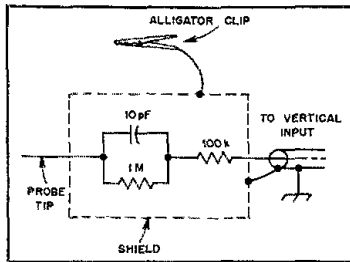 ALLIGATOR CLIP
10 pF
100 k
TO VERTICAL
INPUT
1 M
PROBE
TIP
SHIELD